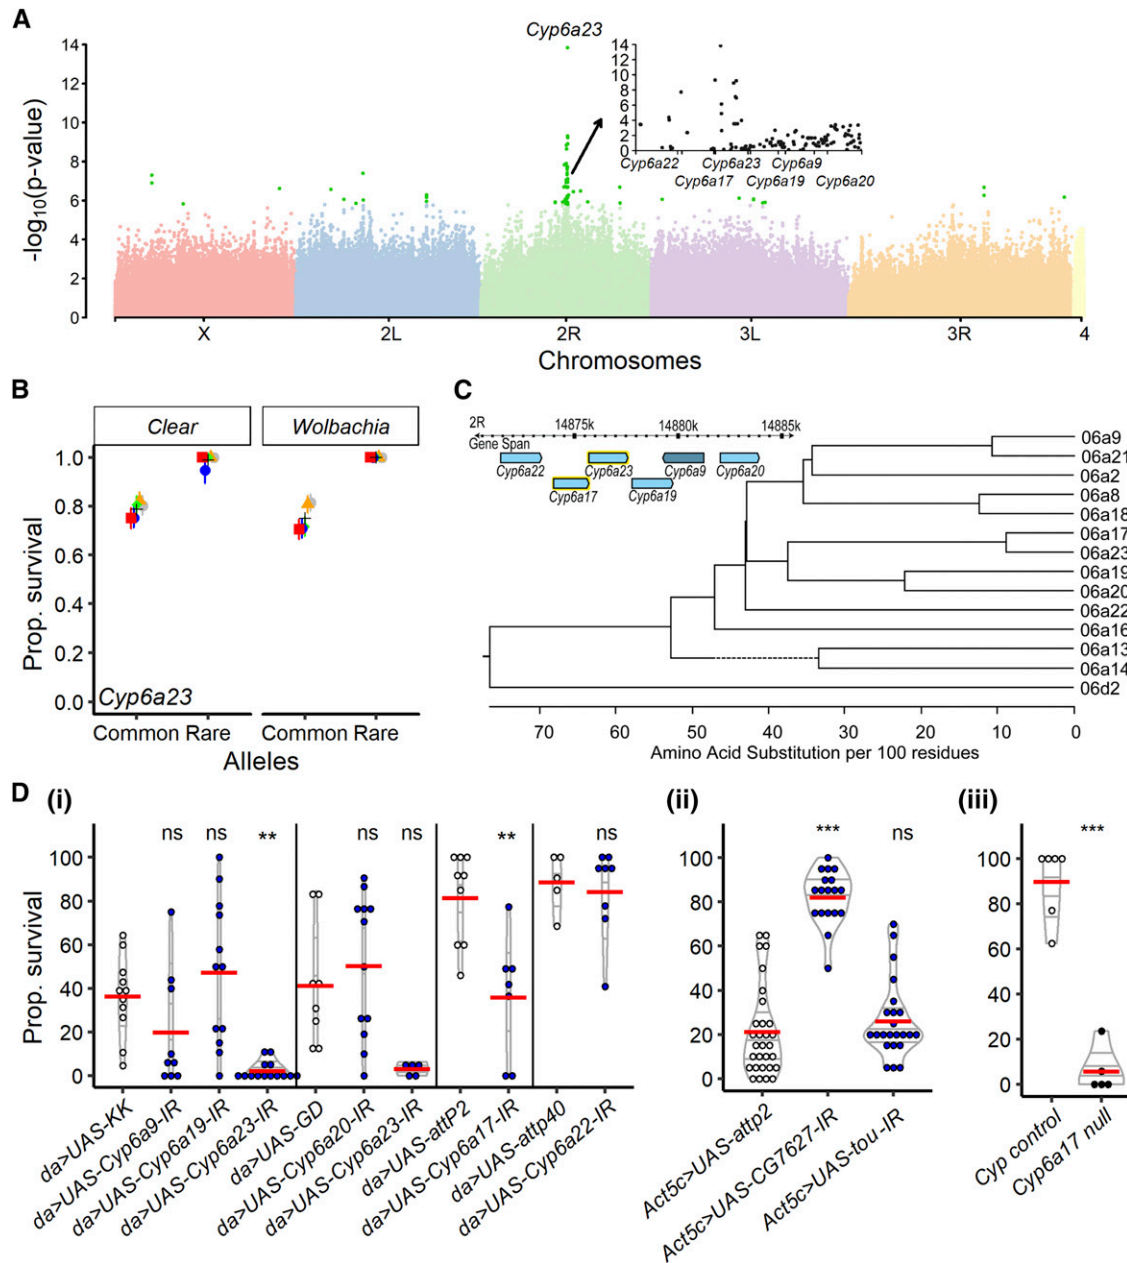 A
Cyp6a23
14
12
10
8
6
4
2
0
-log10(p-value)
14
12
10
8
6
4
2
0
Cyp6a22
Cyp6a23
Cyp6a9
Cyp6a17
Cyp6a19
Cyp6a20
X
2L
2R
3L
3R
4
Chromosomes
B
Clear
Wolbachia
1.0
0.8
0.6
0.4
0.2
0.0
Prop. survival
Cyp6a23
Common Rare
Common Rare
Alleles
C
2R
14875k
14880k
14885k
Gene Span
Cyp6a22
Cyp6a23
Cyp6a9
Cyp6a20
Cyp6a17
Cyp6a19
06a9
06a21
06a2
06a8
06a18
06a17
06a23
06a19
06a20
06a22
06a16
06a13
06a14
06d2
70
60
50
40
30
20
10
0
Amino Acid Substitution per 100 residues
D
(i)
ns
ns
**
ns
ns
**
ns
100
80
60
40
20
0
Prop. survival
da>UAS-KK
da>UAS-Cyp6a9-IR
da>UAS-Cyp6a19-IR
da>UAS-Cyp6a23-IR
da>UAS-GD
da>UAS-Cyp6a20-IR
da>UAS-Cyp6a23-IR
da>UAS-attP2
da>UAS-Cyp6a17-IR
da>UAS-attp40
da>UAS-Cyp6a22-IR
(ii)
***
ns
100
80
60
40
20
0
Act5c>UAS-attp2
Act5c>UAS-CG7627-IR
Act5c>UAS-tou-IR
(iii)
***
100
80
60
40
20
0
Cyp control
Cyp6a17 null